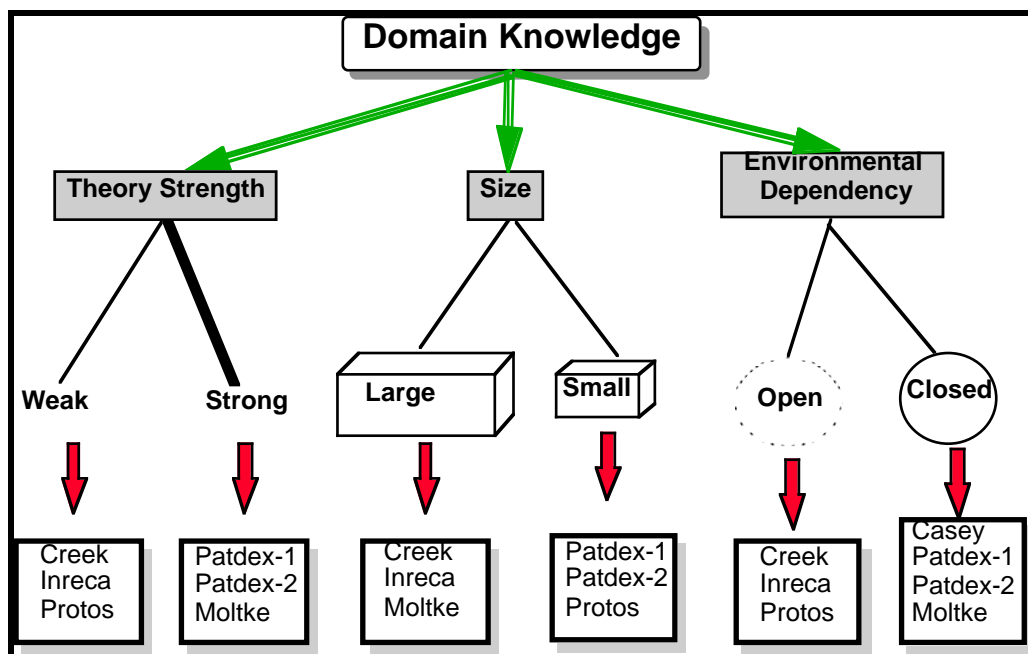 Domain Knowledge
Theory Strength
Size
Environmental
Dependency
Weak
Strong
Large
Small
Open
Closed
Creek
Inreca
Protos
Patdex-1
Patdex-2
Moltke
Creek
Inreca
Moltke
Patdex-1
Patdex-2
Protos
Creek
Inreca
Protos
Casey
Patdex-1
Patdex-2
Moltke